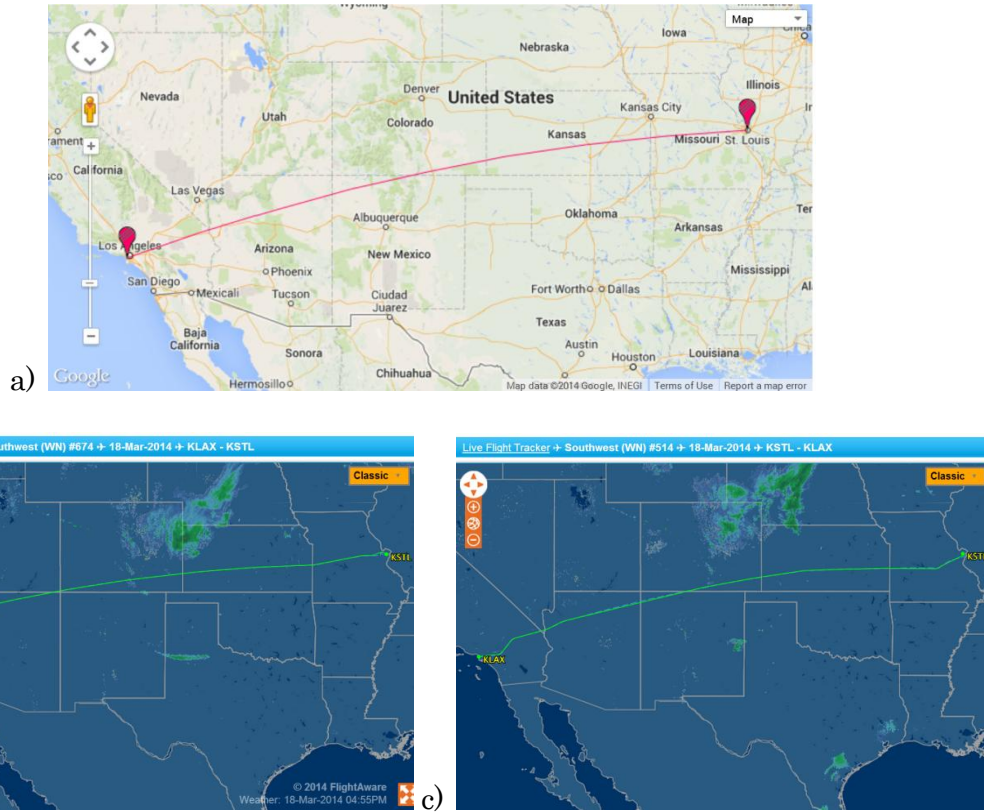 Map
Iowa
Nebraska
Illinois
Nevada
Denver
United States
Utah
Colorado
Kansas City
Kansas
Missouri St. Louis
California
Las Vegas
Albuquerque
Oklahoma
Arkansas
Los Angeles
Arizona
New Mexico
Phoenix
Mississippi
San Diego
Mexicali
Tucson
Ciudad
Juarez
Fort Worth
Dallas
Texas
Baja
California
Austin
Houston
Louisiana
Sonora
Chihuahua
a) Google
Hermosillo
Map data ©2014 Google, INEGI
Terms of Use
Report a map error
uthwest (WN) #674 ✈ 18-Mar-2014 ✈ KLAX - KSTL
Classic
KSTL
© 2014 FlightAware
Weather: 18-Mar-2014 04:55PM
c)
Live Flight Tracker ✈ Southwest (WN) #514 ✈ 18-Mar-2014 ✈ KSTL - KLAX
Classic
KST
KLAX